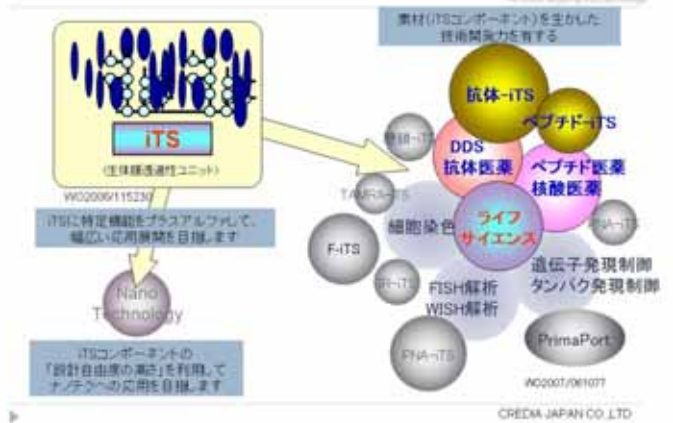 素材(iTSコンポーネント)を生かした
技術開発力を有する
iTS
(生体膜透過性ユニット)
WO2006/115230
iTSに特定機能をプラスアルファして、
幅広い応用展開を目指します
Nano
Technology
iTSコンポーネントの
「設計自由度の高さ」を利用して
ナノテクへの応用を目指します
抗体-iTS
ペプチド-iTS
DDS
抗体医薬
ペプチド医薬
核酸医薬
TAMRA-iTS
細胞染色
ライフ
サイエンス
F-iTS
FISH解析
WISH解析
遺伝子発現制御
タンパク発現制御
PNA-iTS
PrimaPort
WO2007/061077
CREDIA JAPAN CO.,LTD